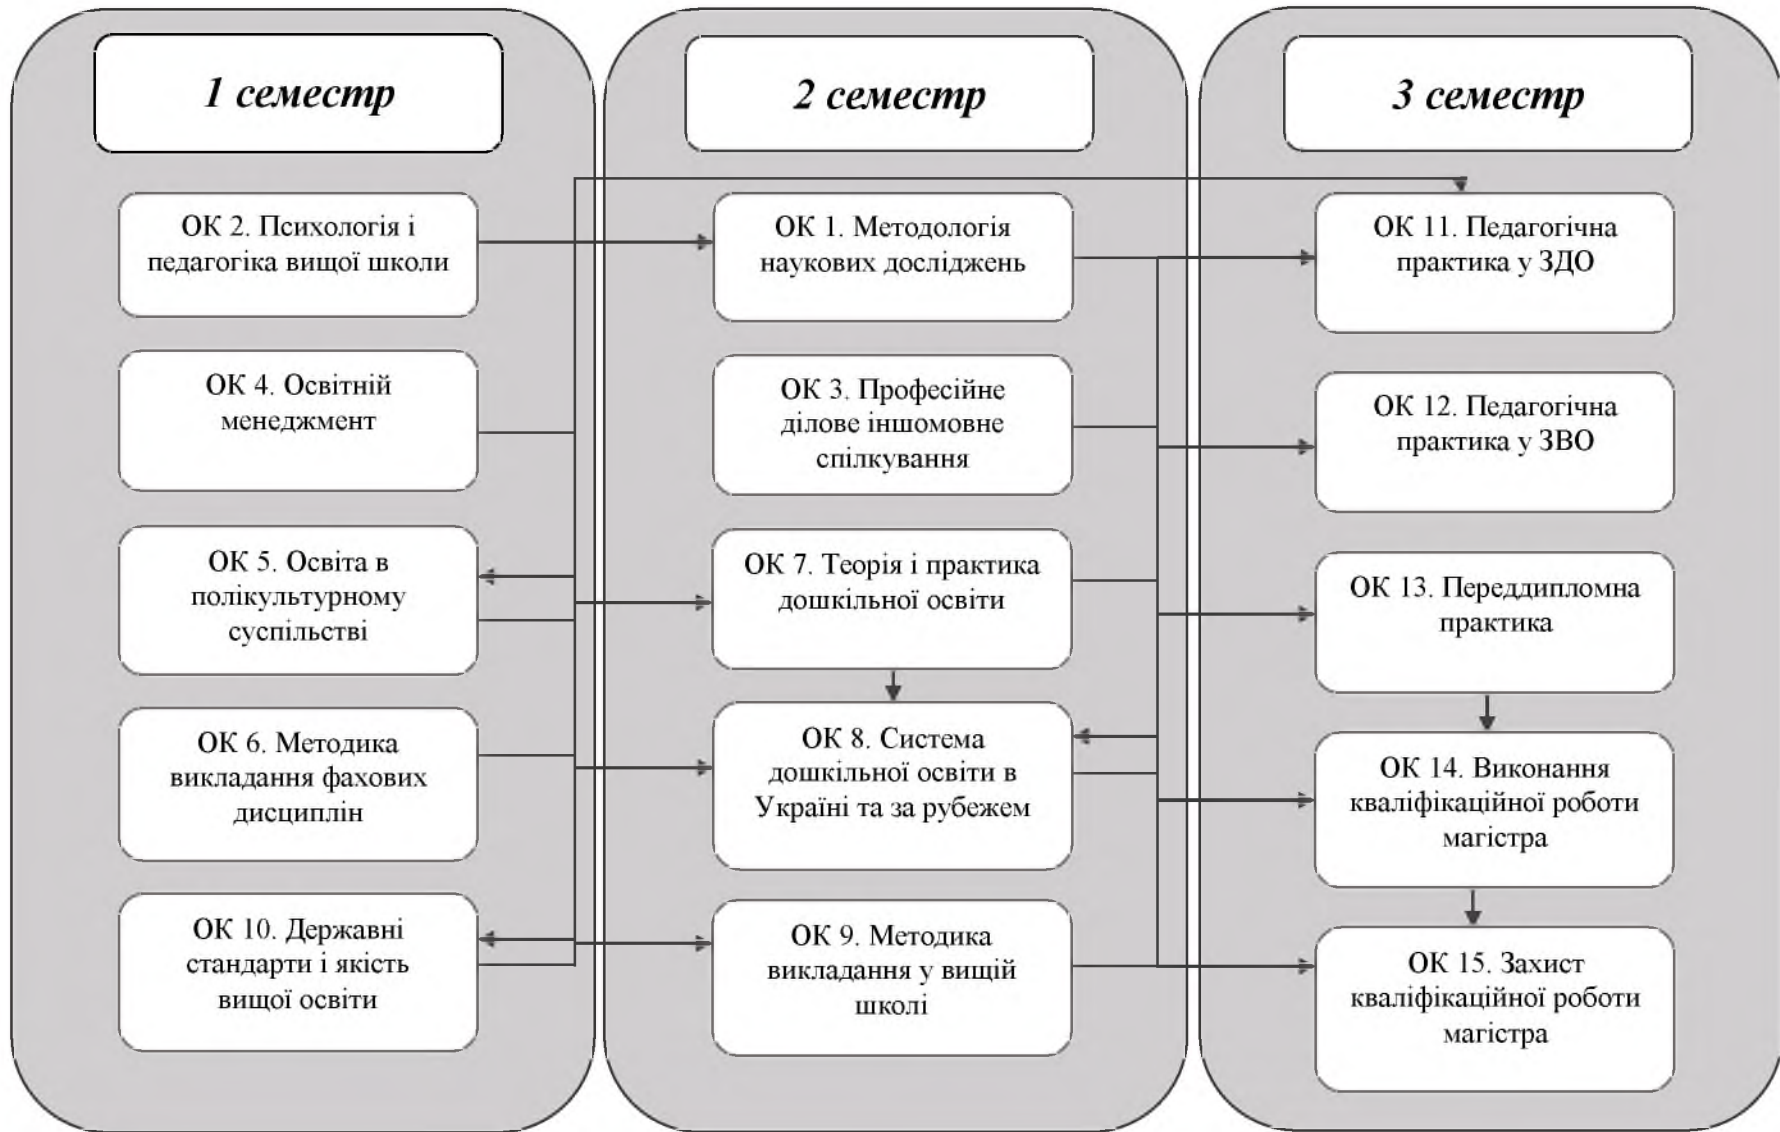 1 семестр
ОК 2. Психологія і
педагогіка вищої школи
ОК 4. Освітній
менеджмент
ОК 5. Освіта в
полікультурному
суспільстві
ОК 6. Методика
викладання фахових
дисциплін
ОК 10. Державні
стандарти і якість
вищої освіти
2 семестр
ОК 1. Методологія
наукових досліджень
ОК 3. Професійне
ділове іншомовне
спілкування
ОК 7. Теорія і практика
дошкільної освіти
ОК 8. Система
дошкільної освіти в
Україні та за рубежем
ОК 9. Методика
викладання у вищій
школі
3 семестр
ОК 11. Педагогічна
практика у ЗДО
ОК 12. Педагогічна
практика у ЗВО
ОК 13. Переддипломна
практика
ОК 14. Виконання
кваліфікаційної роботи
магістра
ОК 15. Захист
кваліфікаційної роботи
магістра